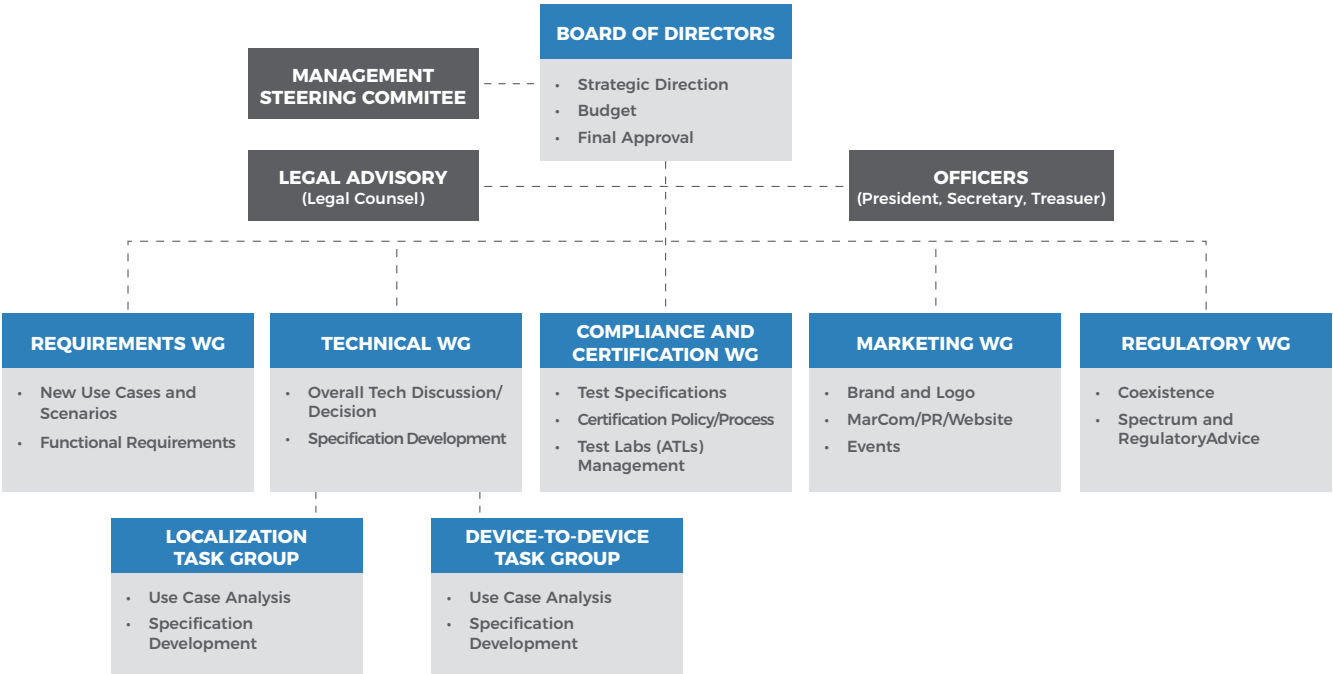 BOARD OF DIRECTORS
• Strategic Direction
• Budget
• Final Approval
MANAGEMENT
STEERING COMMITEE
LEGAL ADVISORY
(Legal Counsel)
OFFICERS
(President, Secretary, Treasuer)
REQUIREMENTS WG
• New Use Cases and
Scenarios
• Functional Requirements
TECHNICAL WG
• Overall Tech Discussion/
Decision
• Specification Development
COMPLIANCE AND
CERTIFICATION WG
• Test Specifications
• Certification Policy/Process
• Test Labs (ATLs)
Management
MARKETING WG
• Brand and Logo
• MarCom/PR/Website
• Events
REGULATORY WG
• Coexistence
• Spectrum and
RegulatoryAdvice
LOCALIZATION
TASK GROUP
• Use Case Analysis
• Specification
Development
DEVICE-TO-DEVICE
TASK GROUP
• Use Case Analysis
• Specification
Development